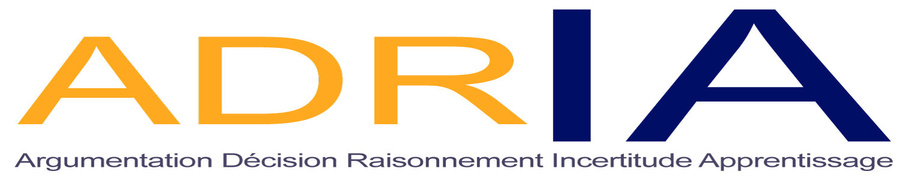 ADRIA
Argumentation Décision Raisonnement Incertitude Apprentissage